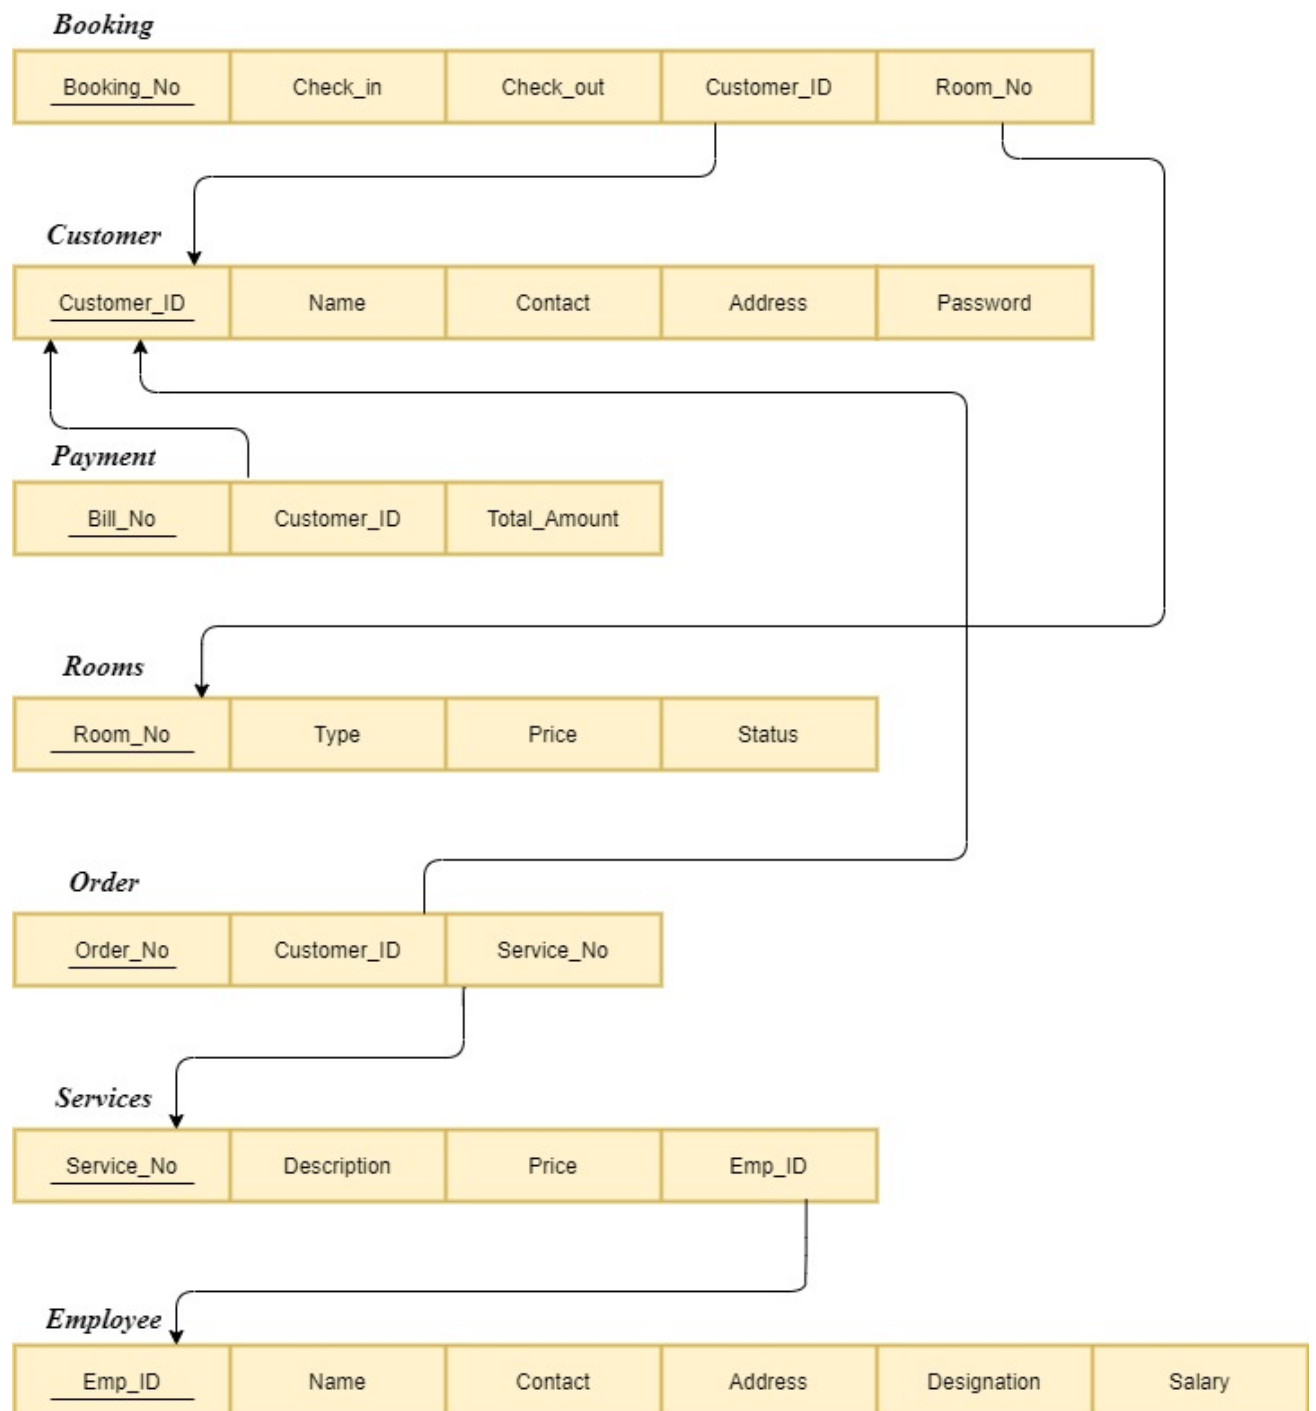 Booking
Booking_No Check_in Check_out Customer_ID Room_No
Customer
Customer_ID Name Contact Address Password
Payment
Bill_No Customer_ID Total_Amount
Rooms
Room_No Type Price Status
Order
Order_No Customer_ID Service_No
Services
Service_No Description Price Emp_ID
Employee
Emp_ID Name Contact Address Designation Salary